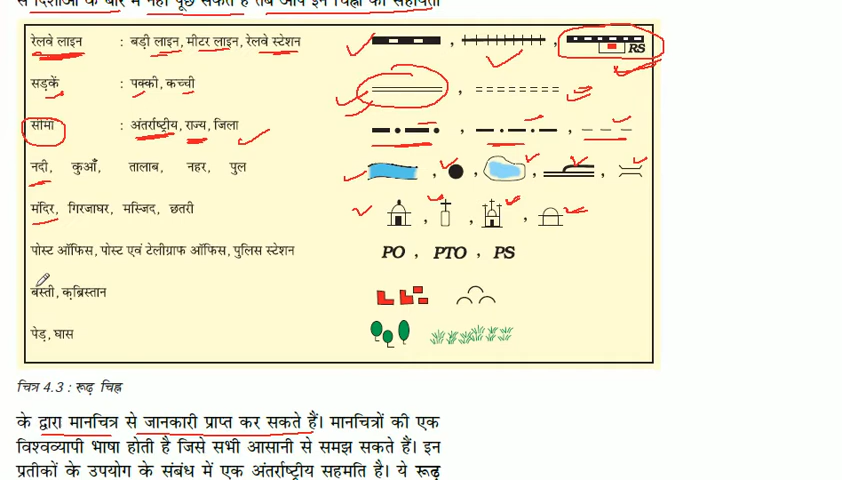 से दिशाओं के बारे में नहीं पूछ सकते हैं तब आप इन चिह्नों की सहायता
रेलवे लाइन : बड़ी लाइन, मीटर लाइन, रेलवे स्टेशन , , RS
सड़कें : पक्की, कच्ची ,
सीमा : अंतर्राष्ट्रीय, राज्य, जिला , ,
नदी, कुआँ, तालाब, नहर, पुल , , , ,
मंदिर, गिरजाघर, मस्जिद, छतरी , , ,
पोस्ट ऑफिस, पोस्ट एवं टेलीग्राफ ऑफिस, पुलिस स्टेशन PO , PTO , PS
बस्ती, कब्रिस्तान
पेड़, घास
चित्र 4.3 : रूढ़ चिह्न
के द्वारा मानचित्र से जानकारी प्राप्त कर सकते हैं। मानचित्रों की एक
विश्वव्यापी भाषा होती है जिसे सभी आसानी से समझ सकते हैं। इन
प्रतीकों के उपयोग के संबंध में एक अंतर्राष्ट्रीय सहमति है। ये रूढ़